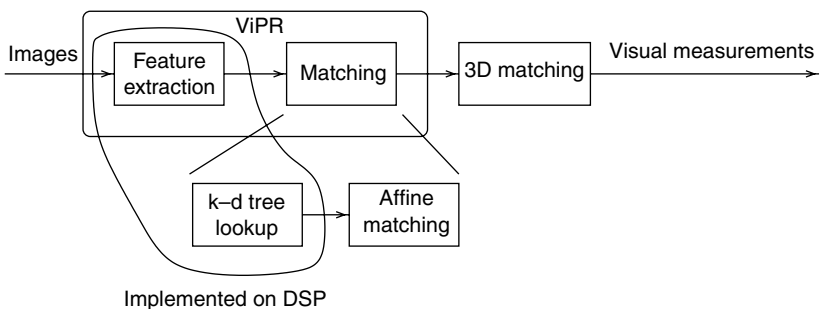 ViPR
Images
Feature
extraction
Matching
3D matching
Visual measurements
k–d tree
lookup
Affine
matching
Implemented on DSP